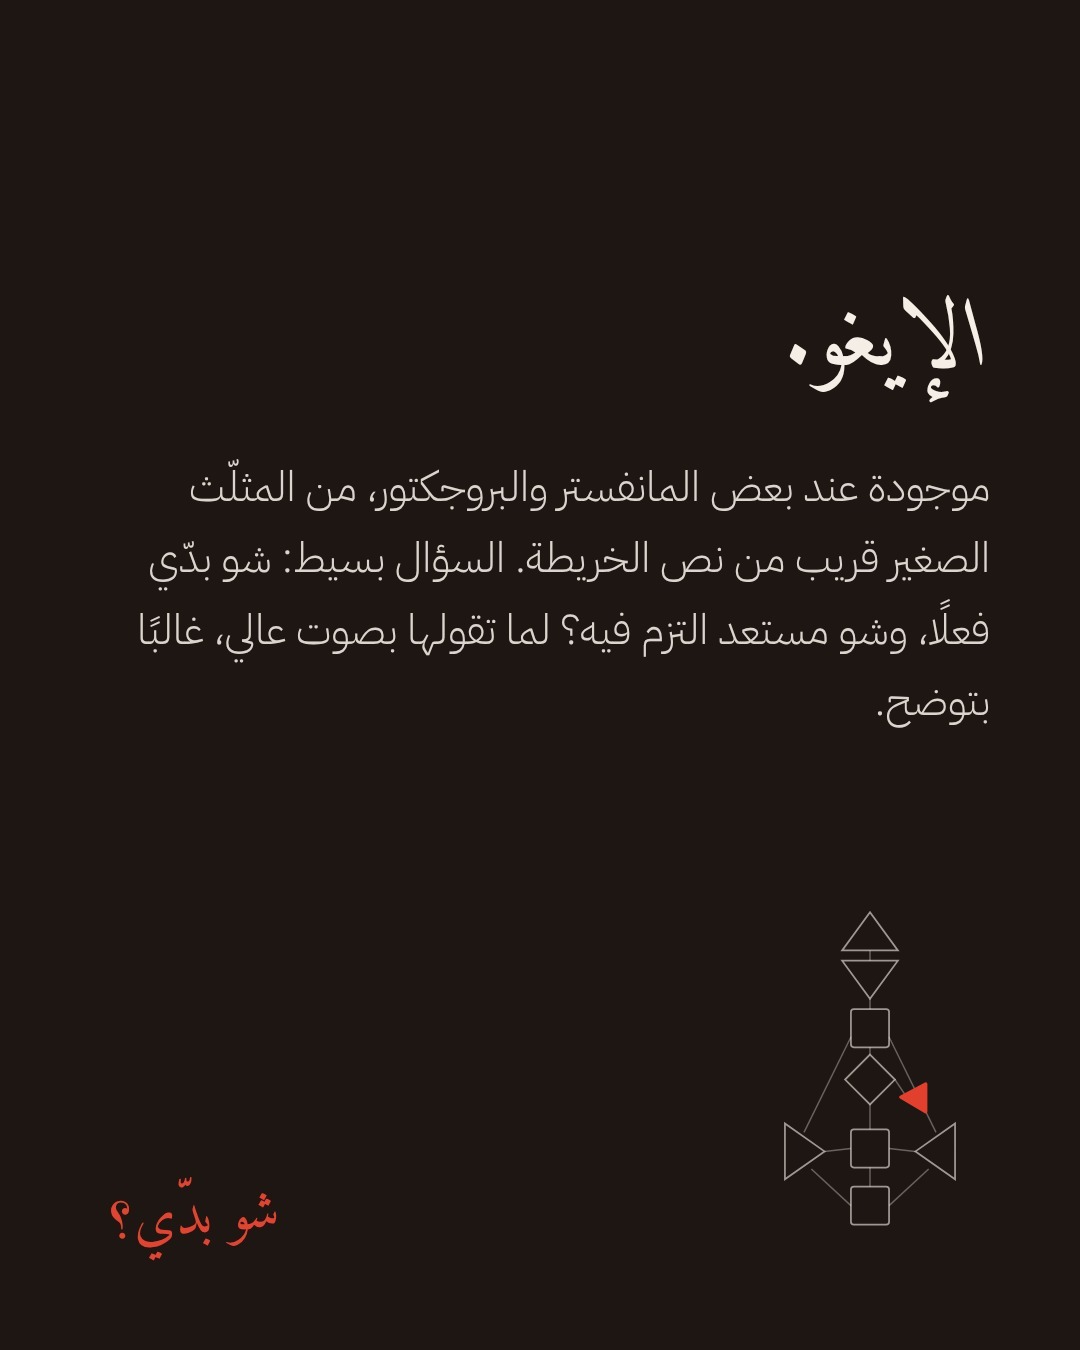 الإيغو.
موجودة عند بعض المانفستر والبروجكتور، من المثلّث
الصغير قريب من نص الخريطة. السؤال بسيط: شو بدّي
فعلًا، وشو مستعد التزم فيه؟ لما تقولها بصوت عالي، غالبًا
بتوضح.
شو بدّي؟